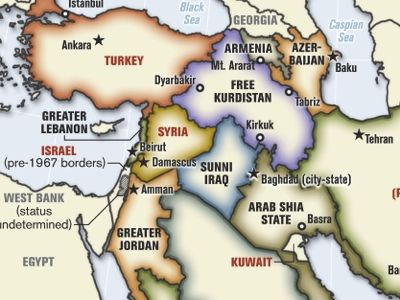 Istanbul
Black
Sea
GEORGIA
Caspian
Sea
Ankara
TURKEY
ARMENIA
Mt. Ararat
AZER-
BAIJAN
Baku
Dıyarbakir
FREE
KURDISTAN
Tabriz
GREATER
LEBANON
SYRIA
Kirkuk
Tehran
ISRAEL
(pre-1967 borders)
Beirut
Damascus
SUNNI
IRAQ
Baghdad (city-state)
WEST BANK
(status
undetermined)
Amman
ARAB SHIA
STATE
Basra
GREATER
JORDAN
EGYPT
KUWAIT